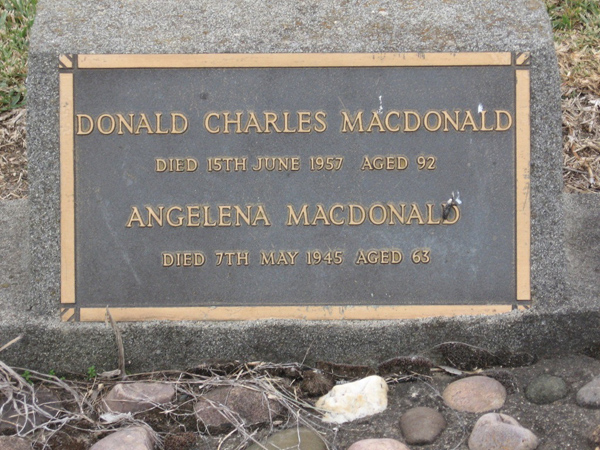 DONALD CHARLES MACDONALD
DIED 15TH JUNE 1957 AGED 92
ANGELENA MACDONALD
DIED 7TH MAY 1945 AGED 63